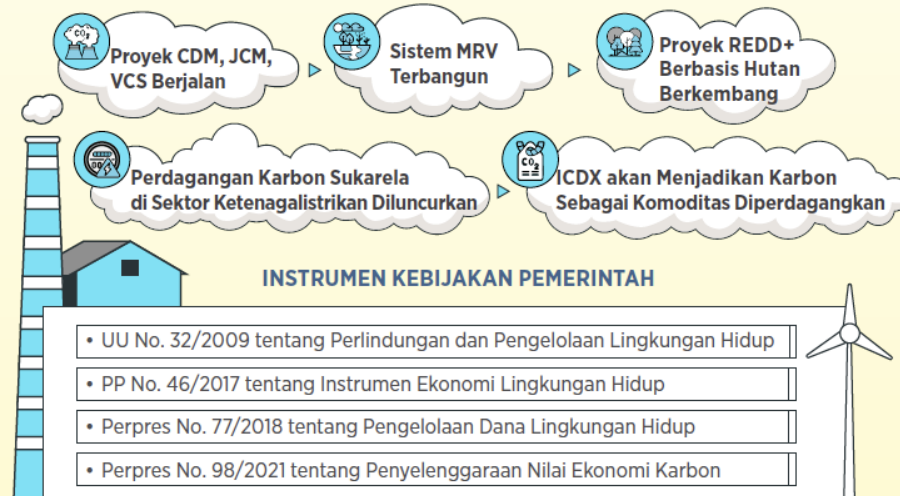 Proyek CDM, JCM,
VCS Berjalan
Sistem MRV
Terbangun
Proyek REDD+
Berbasis Hutan
Berkembang
Perdagangan Karbon Sukarela
di Sektor Ketenagalistrikan Diluncurkan
ICDX akan Menjadikan Karbon
Sebagai Komoditas Diperdagangkan
INSTRUMEN KEBIJAKAN PEMERINTAH
• UU No. 32/2009 tentang Perlindungan dan Pengelolaan Lingkungan Hidup
• PP No. 46/2017 tentang Instrumen Ekonomi Lingkungan Hidup
• Perpres No. 77/2018 tentang Pengelolaan Dana Lingkungan Hidup
• Perpres No. 98/2021 tentang Penyelenggaraan Nilai Ekonomi Karbon